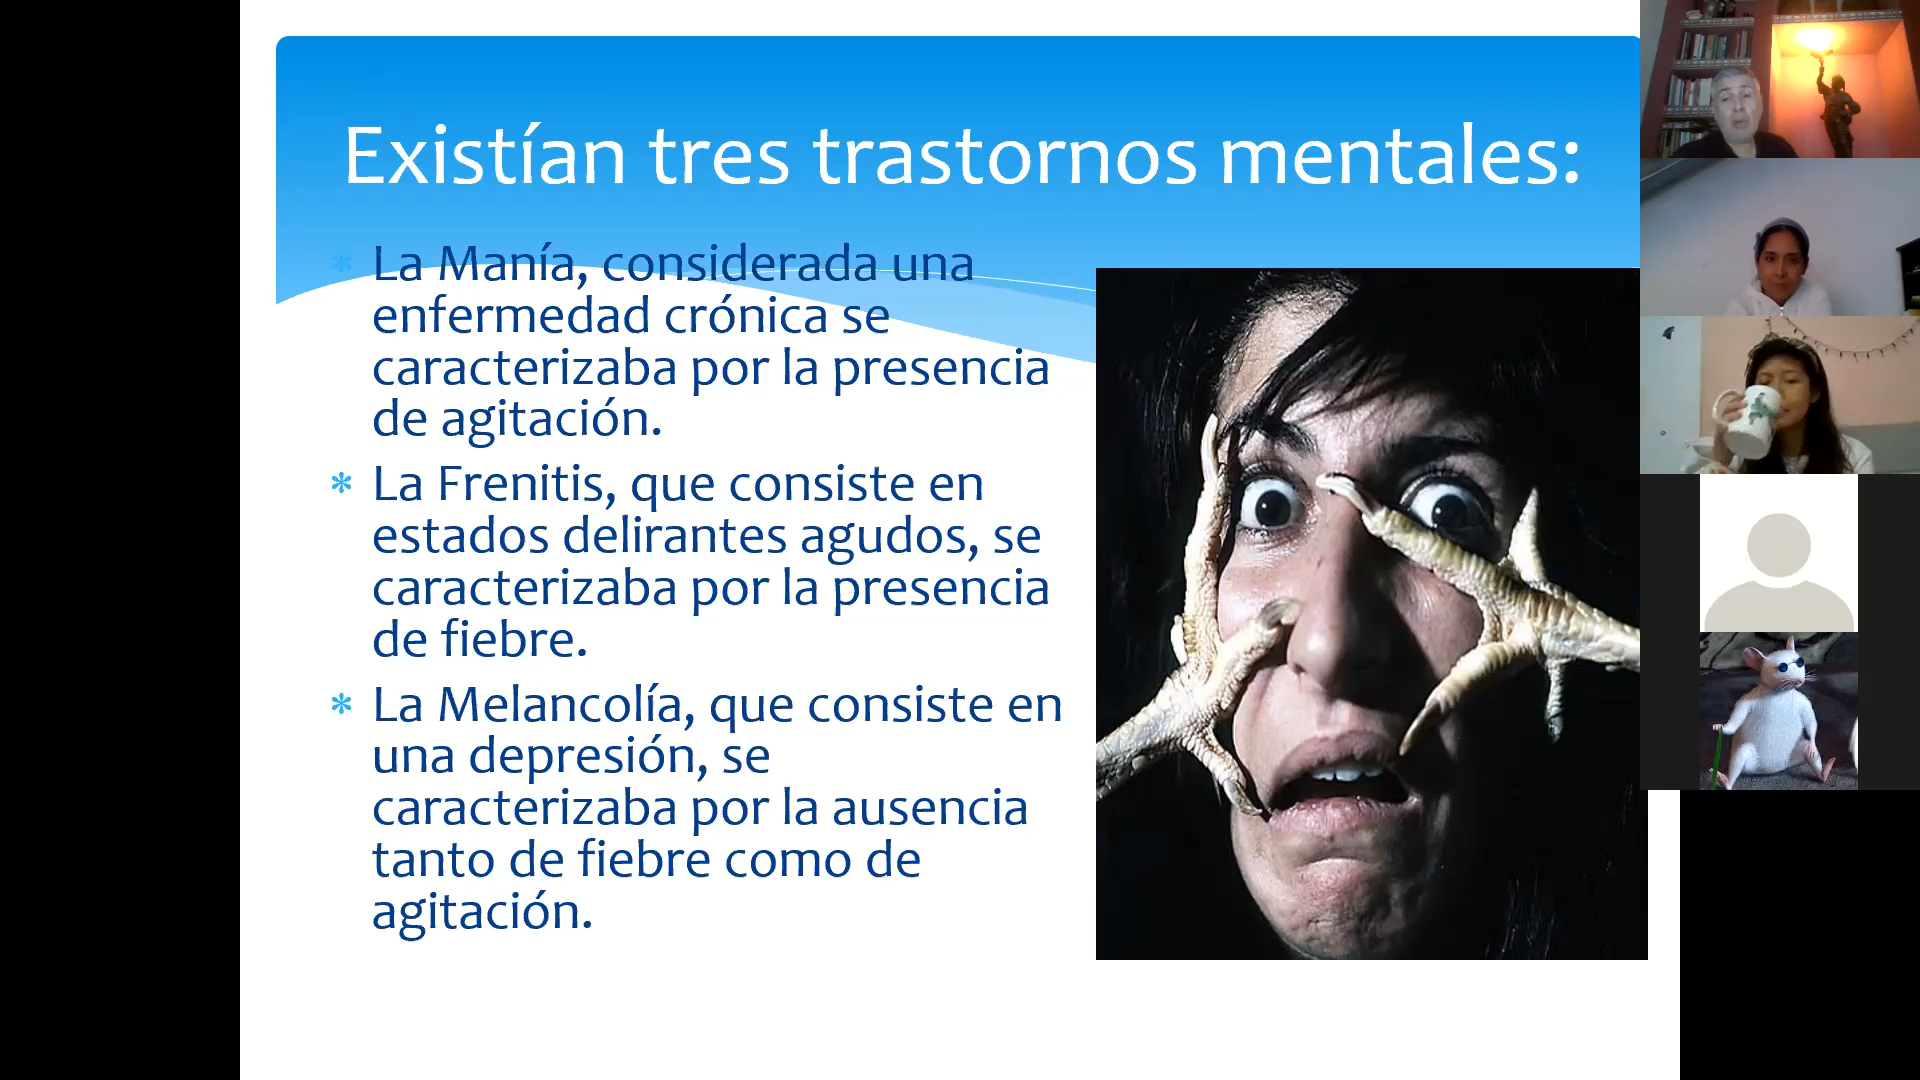 Existían tres trastornos mentales:
* La Manía, considerada una
enfermedad crónica se
caracterizaba por la presencia
de agitación.
* La Frenitis, que consiste en
estados delirantes agudos, se
caracterizaba por la presencia
de fiebre.
* La Melancolía, que consiste en
una depresión, se
caracterizaba por la ausencia
tanto de fiebre como de
agitación.